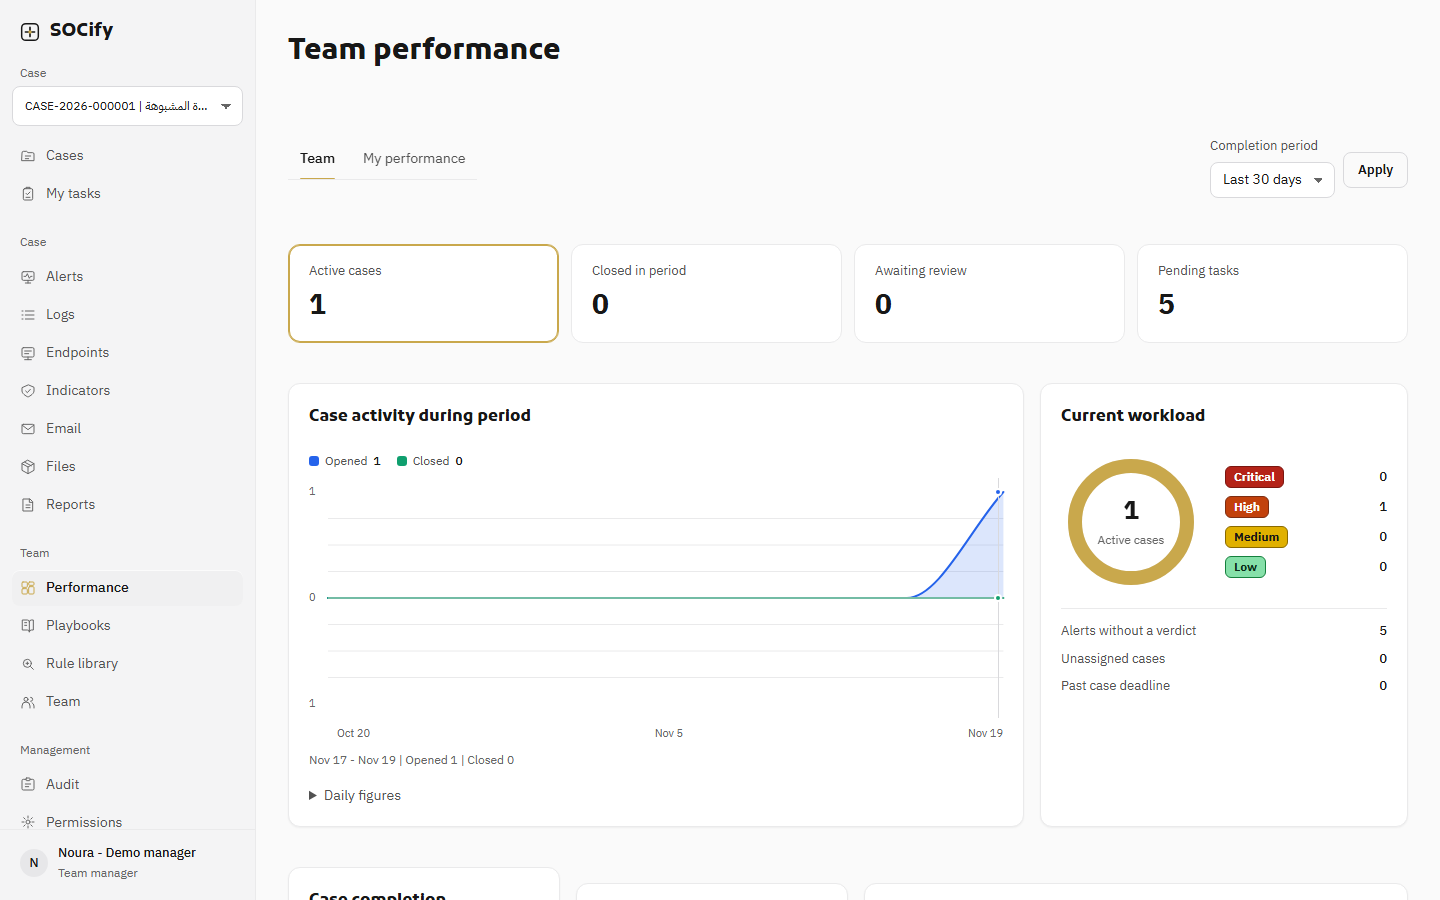 SOCify
Case
CASE-2026-000001 | ة المشبوهة...
Cases
My tasks
Case
Alerts
Logs
Endpoints
Indicators
Email
Files
Reports
Team
Performance
Playbooks
Rule library
Team
Management
Audit
Permissions
N
Noura - Demo manager
Team manager
Team performance
Team
My performance
Completion period
Last 30 days
Apply
Active cases
1
Closed in period
0
Awaiting review
0
Pending tasks
5
Case activity during period
Opened 1
Closed 0
1
0
1
Oct 20
Nov 5
Nov 19
Nov 17 - Nov 19 | Opened 1 | Closed 0
Daily figures
Current workload
1
Active cases
Critical 0
High 1
Medium 0
Low 0
Alerts without a verdict 5
Unassigned cases 0
Past case deadline 0
Case completion